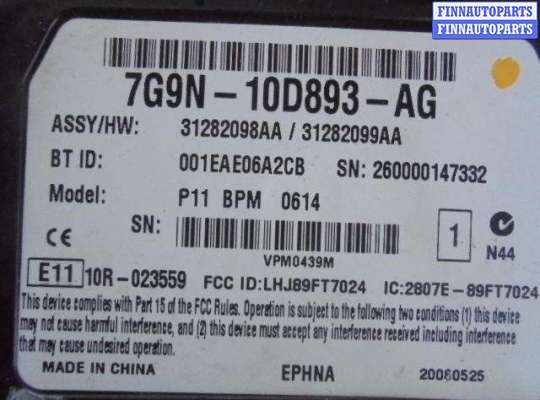 FINNAUTOPARTS
FINNAUTOPARTS
7G9N-10D893-AG
ASSY/HW: 31282098AA / 31282099AA
BT ID: 001EAE06A2CB SN: 260000147332
Model: P11 BPM 0614
SN:
VPM0439M
1
N44
CE
E11 10R-023559 FCC ID:LHJ89FT7024 IC:2807E-89FT7024
This device complies with Part 15 of the FCC Rules. Operation is subject to the following two conditions (1) this device
may not cause harmful interference, and (2) this device must accept any interference received including interference
that may cause undesired operation.
MADE IN CHINA EPHNA 20080525